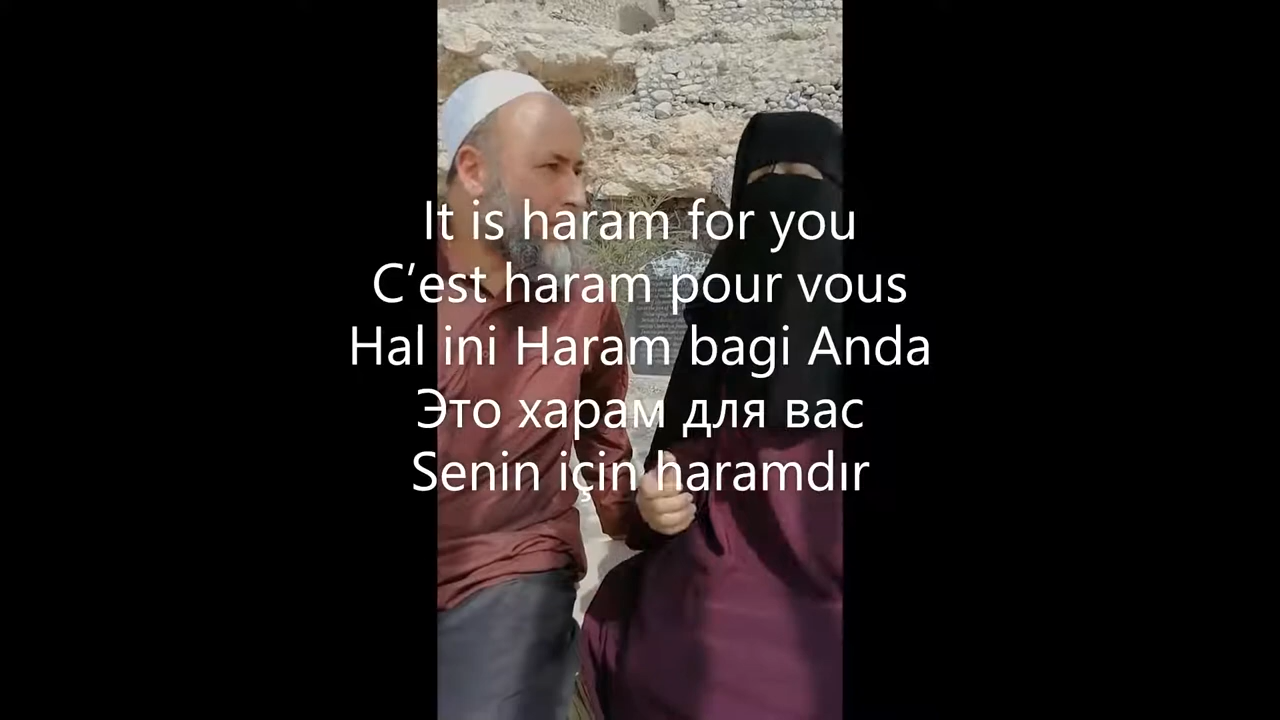 It is haram for you
C’est haram pour vous
Hal ini Haram bagi Anda
Это харам для вас
Senin için haramdır